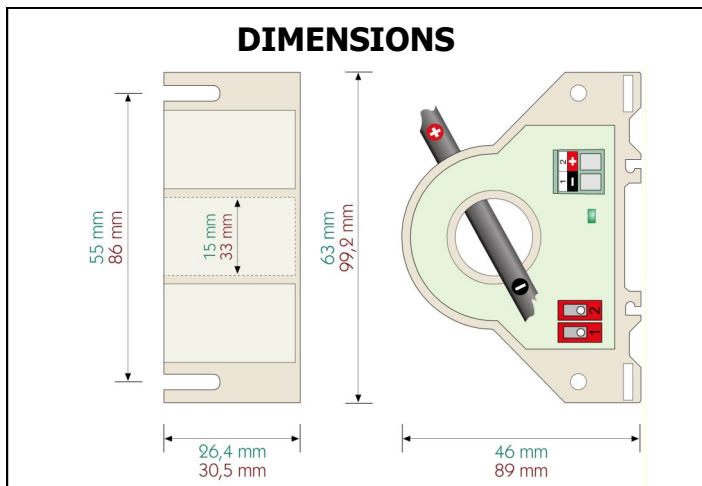 DIMENSIONS
55 mm
86 mm
15 mm
33 mm
63 mm
99,2 mm
+
2 +
1 -
-
2
1
26,4 mm
30,5 mm
46 mm
89 mm